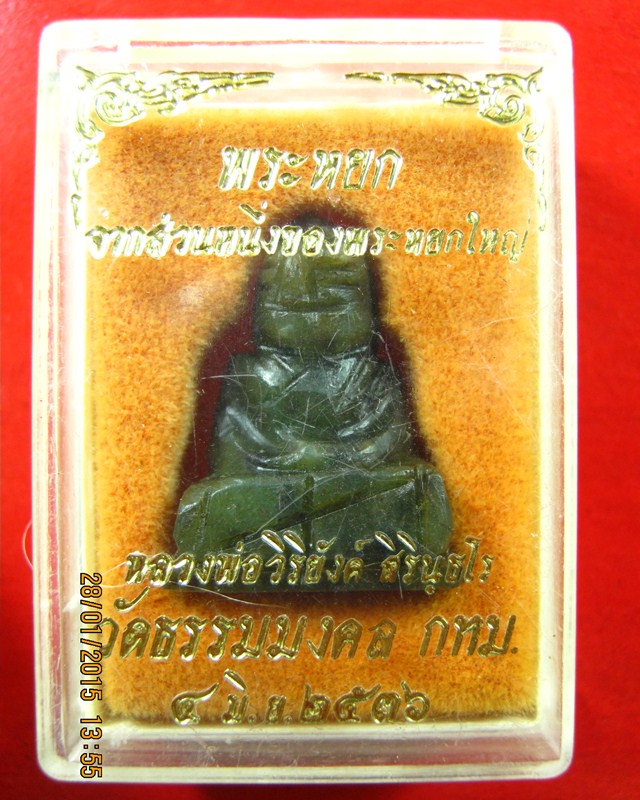 พระหยก
จากส่วนหนึ่งของพระหยกใหญ่
หลวงพ่อวิริยังค์ สิรินฺธโร
วัดธรรมมงคล กทม.
๔ มิ.ย.๒๕๓๖
28/01/2015 13:55